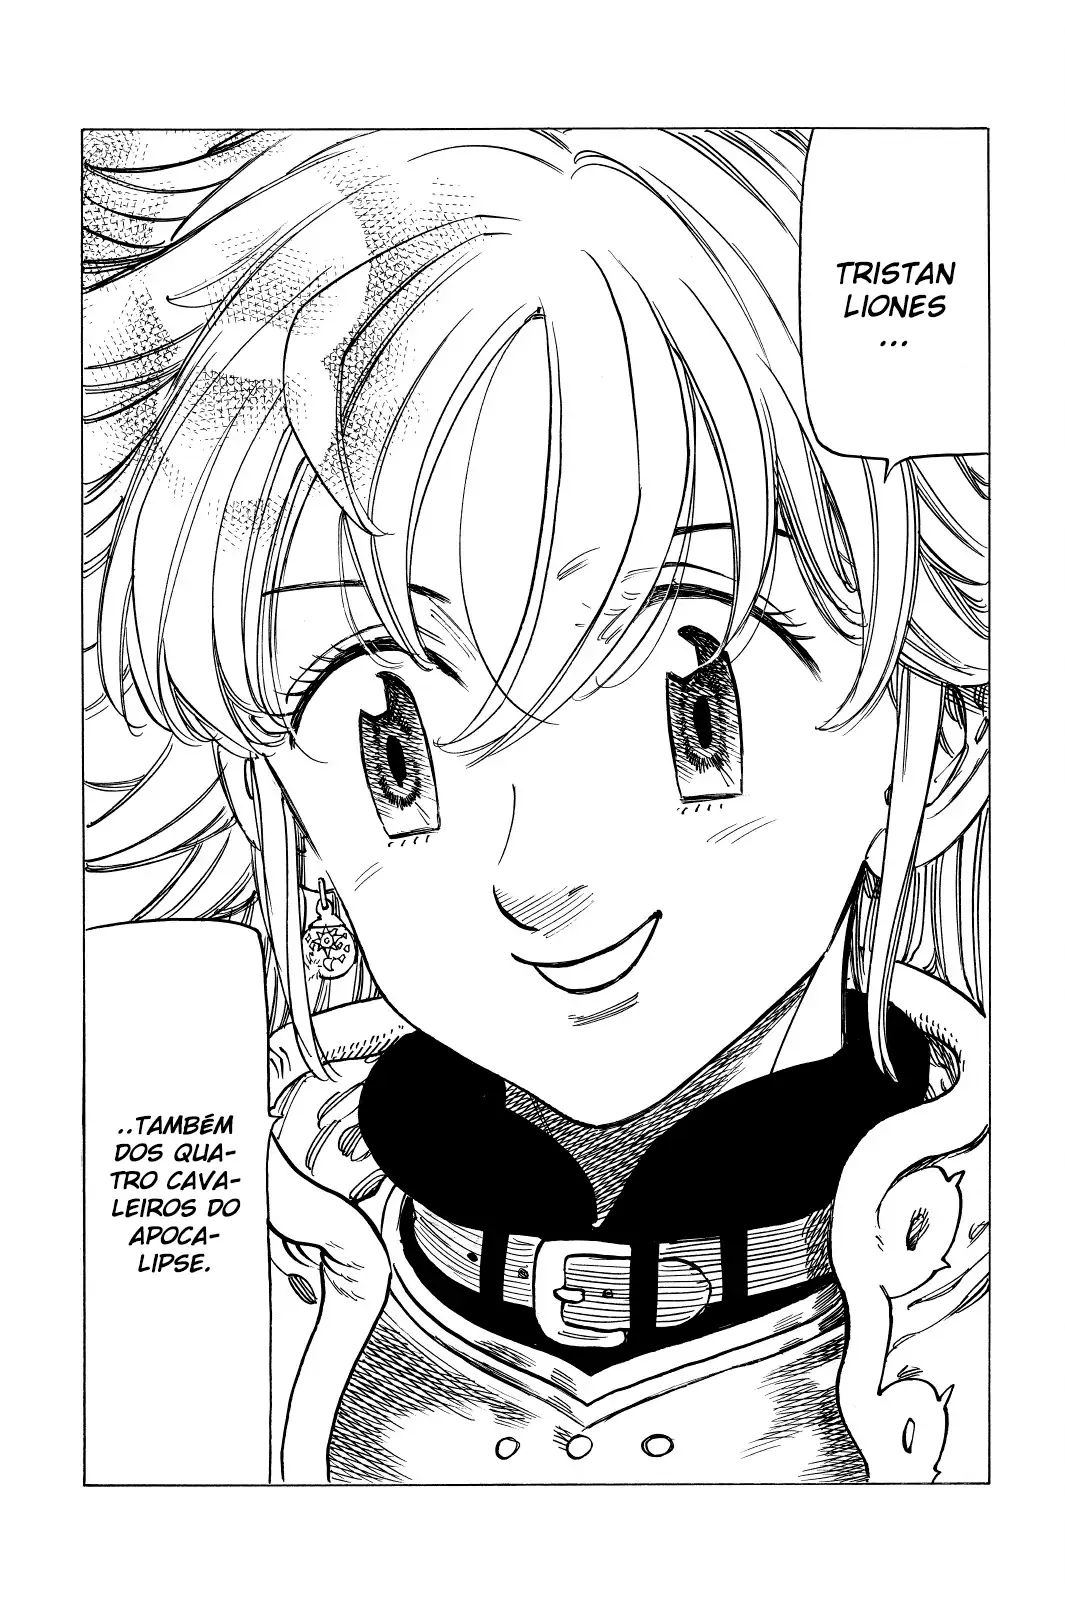 TRISTAN
LIONES
...
..TAMBÉM
DOS QUA-
TRO CAVA-
LEIROS DO
APOCA-
LIPSE.